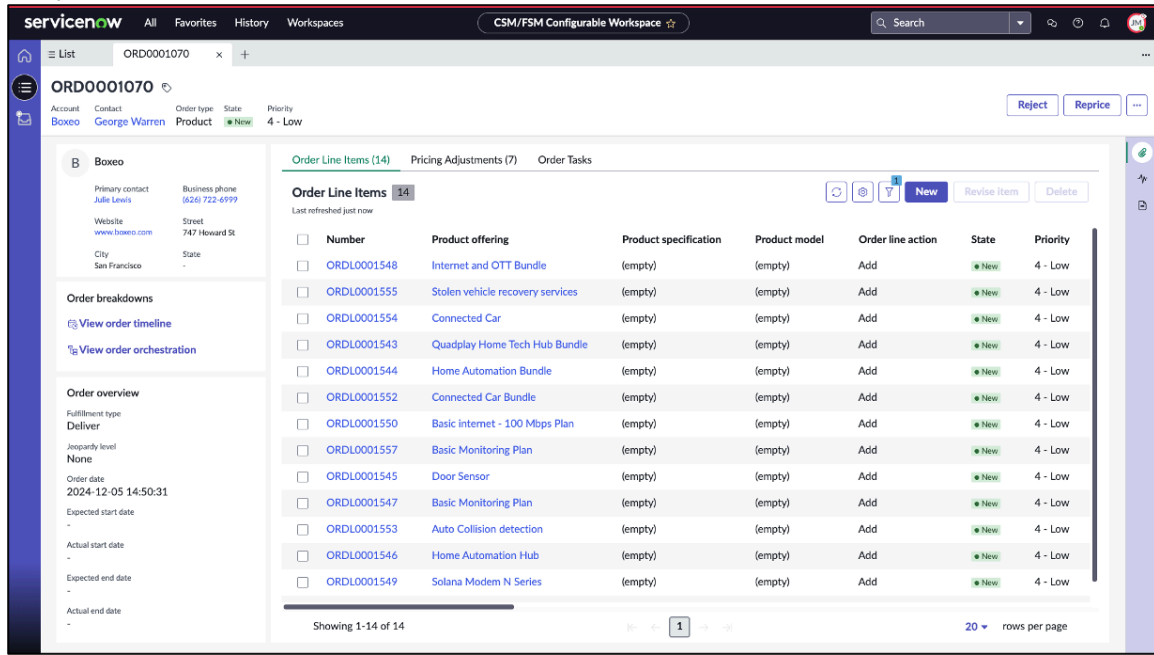 servicenow All Favorites History Workspaces CSM/FSM Configurable Workspace Search JM
List ORD0001070 × +
ORD0001070
Account Contact Order type State Priority
Boxeo George Warren Product New 4 - Low
Reject Reprice
B Boxeo
Primary contact Business phone
Julie Lewis (626) 722-6999
Website Street
www.boxeo.com 747 Howard St
City State
San Francisco -
Order breakdowns
View order timeline
View order orchestration
Order overview
Fulfillment type
Deliver
Jeopardy level
None
Order date
2024-12-05 14:50:31
Expected start date
-
Actual start date
-
Expected end date
-
Actual end date
-
Order Line Items (14) Pricing Adjustments (7) Order Tasks
Order Line Items 14 1 New Revise item Delete
Last refreshed just now
Number Product offering Product specification Product model Order line action State Priority
ORDL0001548 Internet and OTT Bundle (empty) (empty) Add New 4 - Low
ORDL0001555 Stolen vehicle recovery services (empty) (empty) Add New 4 - Low
ORDL0001554 Connected Car (empty) (empty) Add New 4 - Low
ORDL0001543 Quadplay Home Tech Hub Bundle (empty) (empty) Add New 4 - Low
ORDL0001544 Home Automation Bundle (empty) (empty) Add New 4 - Low
ORDL0001552 Connected Car Bundle (empty) (empty) Add New 4 - Low
ORDL0001550 Basic internet - 100 Mbps Plan (empty) (empty) Add New 4 - Low
ORDL0001557 Basic Monitoring Plan (empty) (empty) Add New 4 - Low
ORDL0001545 Door Sensor (empty) (empty) Add New 4 - Low
ORDL0001547 Basic Monitoring Plan (empty) (empty) Add New 4 - Low
ORDL0001553 Auto Collision detection (empty) (empty) Add New 4 - Low
ORDL0001546 Home Automation Hub (empty) (empty) Add New 4 - Low
ORDL0001549 Solana Modem N Series (empty) (empty) Add New 4 - Low
Showing 1-14 of 14 1 20 rows per page